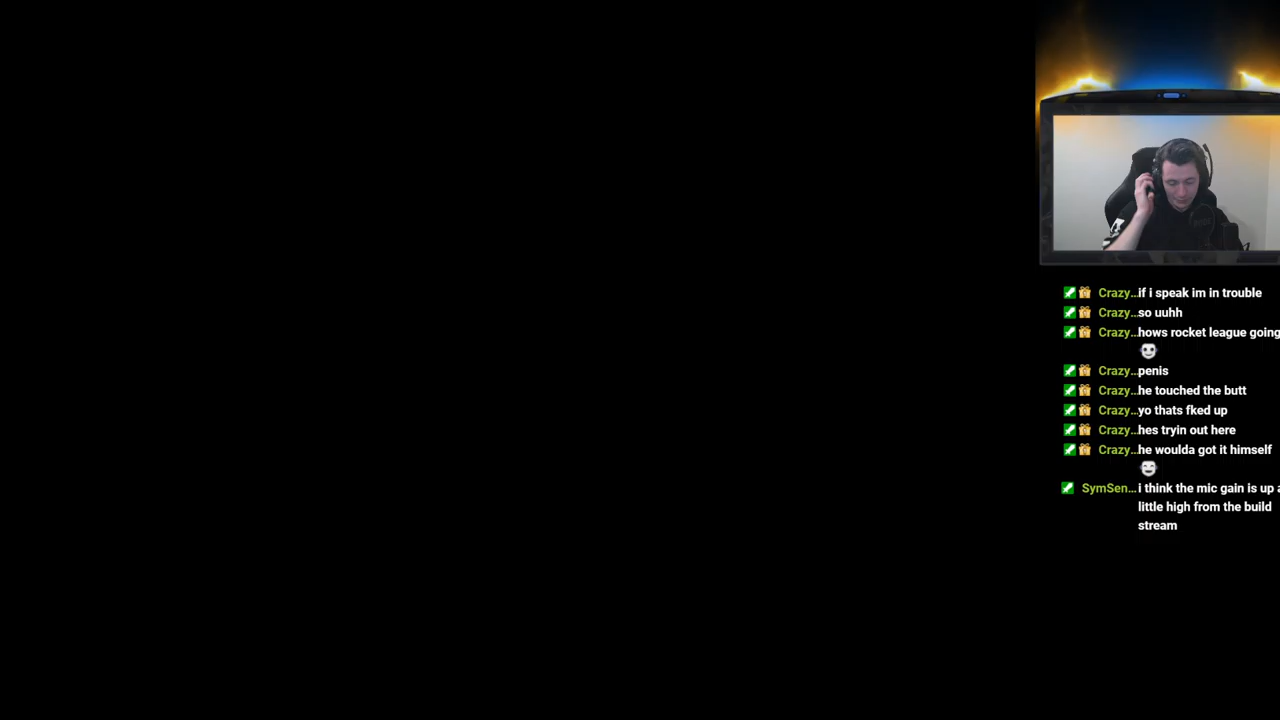 Crazy...if i speak im in trouble
Crazy...so uuhh
Crazy...hows rocket league going
Crazy...penis
Crazy...he touched the butt
Crazy...yo thats fked up
Crazy...hes tryin out here
Crazy...he woulda got it himself
SymSen...i think the mic gain is up a
little high from the build
stream